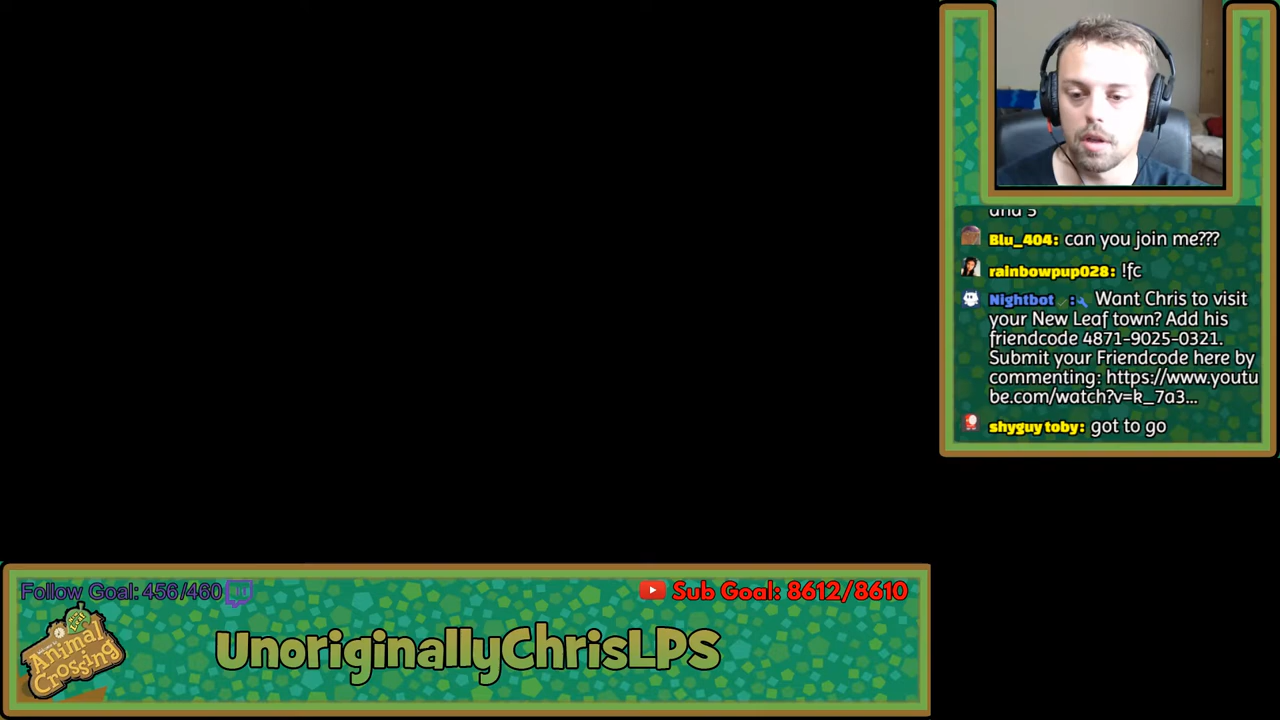 and 5
Blu_404: can you join me???
rainbowpup028: !fc
Nightbot : Want Chris to visit
your New Leaf town? Add his
friendcode 4871-9025-0321.
Submit your Friendcode here by
commenting: https://www.youtu
be.com/watch?v=k_7a3...
shyguy toby: got to go
Follow Goal: 456/460
Sub Goal: 8612/8610
Animal
Crossing
UnoriginallyChrisLPS